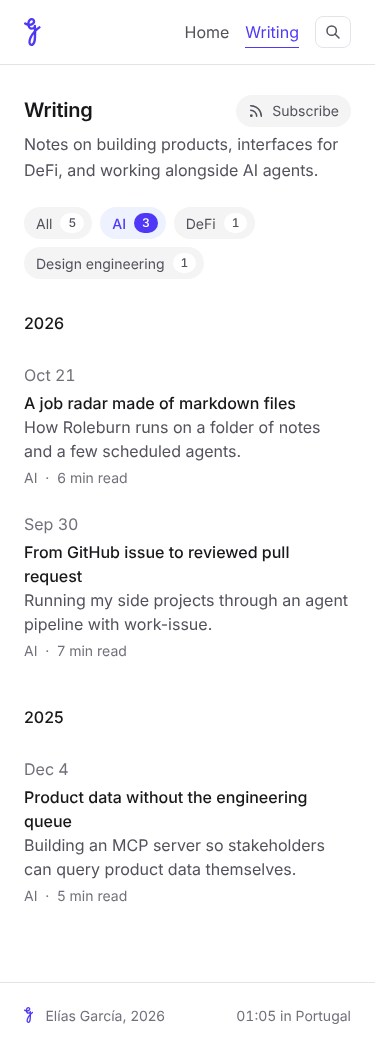 Home Writing
Writing
Subscribe
Notes on building products, interfaces for
DeFi, and working alongside AI agents.
All 5 AI 3 DeFi 1
Design engineering 1
2026
Oct 21
A job radar made of markdown files
How Roleburn runs on a folder of notes
and a few scheduled agents.
AI · 6 min read
Sep 30
From GitHub issue to reviewed pull
request
Running my side projects through an agent
pipeline with work-issue.
AI · 7 min read
2025
Dec 4
Product data without the engineering
queue
Building an MCP server so stakeholders
can query product data themselves.
AI · 5 min read
Elías García, 2026 01:05 in Portugal